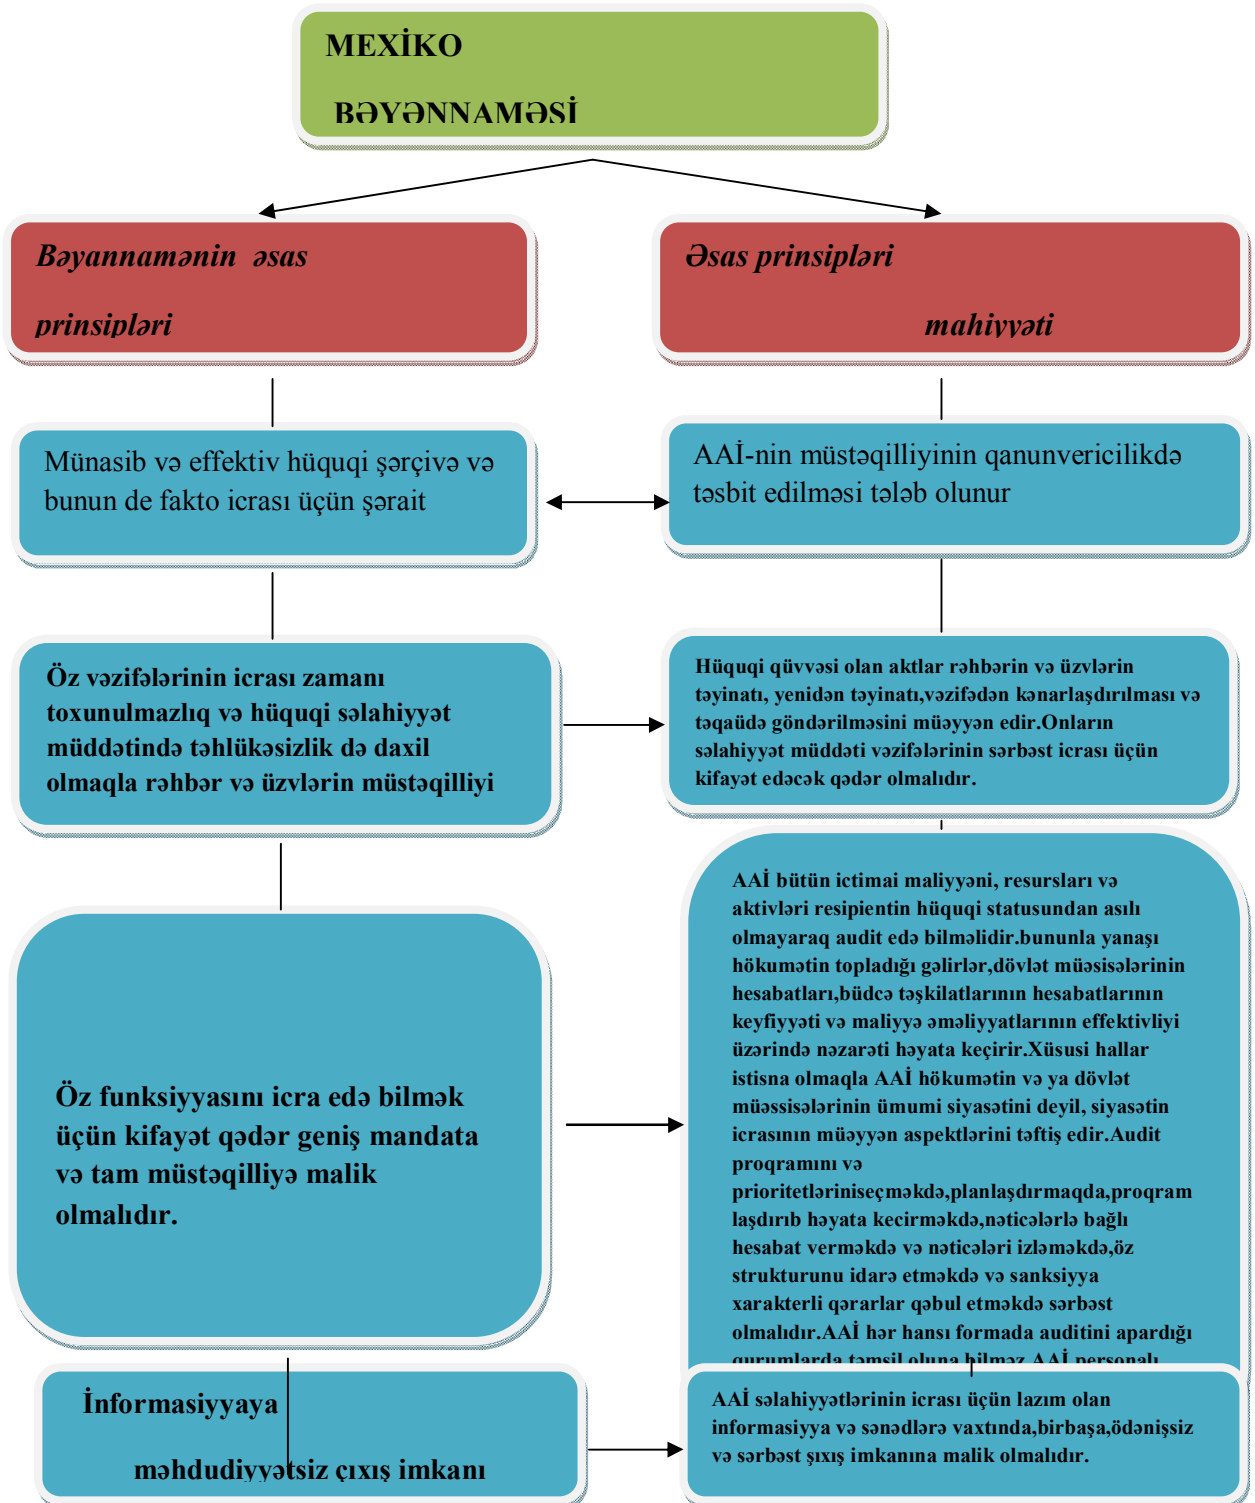 MEXİKO
BƏYƏNNAMƏSİ
Bəyannamənin əsas
prinsipləri
Əsas prinsipləri
mahiyyəti
Münasib və effektiv hüquqi şərçivə və
bunun de fakto icrası üçün şərait
AAİ-nin müstəqilliyinin qanunvericilikdə
təsbit edilməsi tələb olunur
Öz vəzifələrinin icrası zamanı
toxunulmazlıq və hüquqi səlahiyyət
müddətində təhlükəsizlik də daxil
olmaqla rəhbər və üzvlərin müstəqilliyi
Hüquqi qüvvəsi olan aktlar rəhbərin və üzvlərin
təyinatı, yenidən təyinatı,vəzifədən kənarlaşdırılması və
təqaüdə göndərilməsini müəyyən edir.Onların
səlahiyyət müddəti vəzifələrinin sərbəst icrası üçün
kifayət edəcək qədər olmalıdır.
Öz funksiyyasını icra edə bilmək
üçün kifayət qədər geniş mandata
və tam müstəqilliyə malik
olmalıdır.
AAİ bütün ictimai maliyyəni, resursları və
aktivləri resipientin hüquqi statusundan asılı
olmayaraq audit edə bilməlidir.bununla yanaşı
hökumətin topladığı gəlirlər,dövlət müəsisələrinin
hesabatları,büdcə təşkilatlarının hesabatlarının
keyfiyyəti və maliyyə əməliyyatlarının effektivliyi
üzərində nəzarəti həyata keçirir.Xüsusi hallar
istisna olmaqla AAİ hökumətin və ya dövlət
müəssisələrinin ümumi siyasətini deyil, siyasətin
icrasının müəyyən aspektlərini təftiş edir.Audit
proqramını və
prioritetləriniseçməkdə,planlaşdırmaqda,proqram
laşdırıb həyata kecirməkdə,nəticələrlə bağlı
hesabat verməkdə və nəticələri izləməkdə,öz
strukturunu idarə etməkdə və sanksiyya
xarakterli qərarlar qəbul etməkdə sərbəst
olmalıdır.AAİ hər hansı formada auditini apardığı
qurumlarda təmsil oluna bilməz.AAİ personalı
İnformasiyyaya
məhdudiyyətsiz çıxış imkanı
AAİ səlahiyyətlərinin icrası üçün lazım olan
informasiya və sənədlərə vaxtında,birbaşa,ödənişsiz
və sərbəst şıxış imkanına malik olmalıdır.